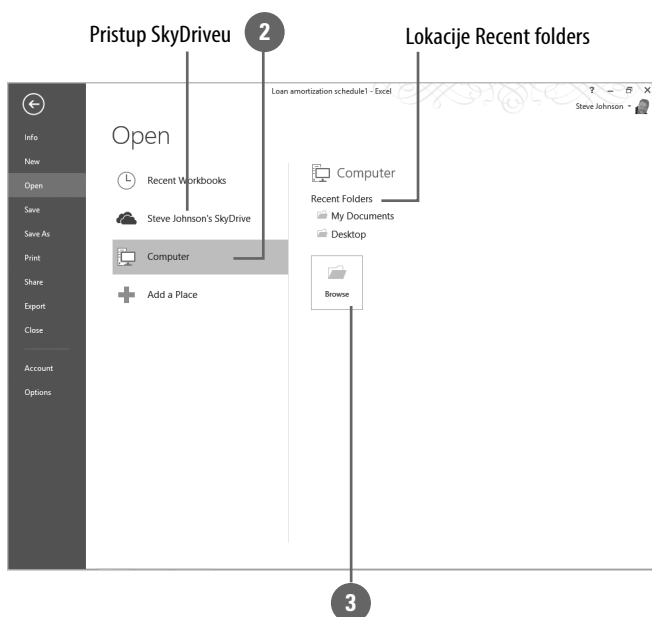 Pristup SkyDriveu
2
Lokacije Recent folders
Loan amortization schedule1 - Excel
?
Steve Johnson
Info
New
Open
Save
Save As
Print
Share
Export
Close
Account
Options
Open
Recent Workbooks
Steve Johnson's SkyDrive
Computer
Add a Place
Computer
Recent Folders
My Documents
Desktop
Browse
3